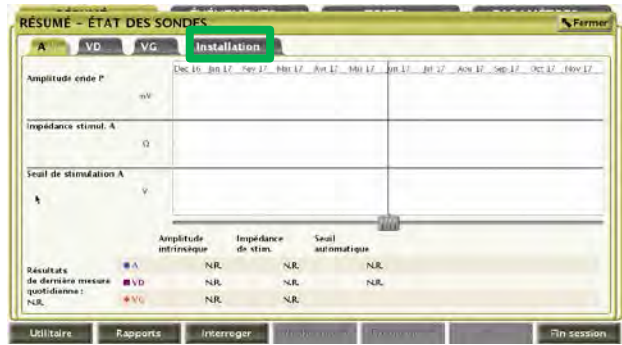 RÉSUMÉ – ÉTAT DES SONDES
Fermer
A VD VG Installation
Dec 16 Jan 17 Fev 17 Mar 17 Avr 17 Mai 17 Jun 17 Jul 17 Aou 17 Sep 17 Oct 17 Nov 17
Amplitude onde P
mV
Impédance stimul. A
Ω
Seuil de stimulation A
V
Amplitude intrinsèque
Impédance de stim.
Seuil automatique
Résultats de dernière mesure quotidienne :
N.R.
A N.R. N.R. N.R.
VD N.R. N.R. N.R.
VG N.R. N.R.
Utilitaire Rapports Interroger Fin session